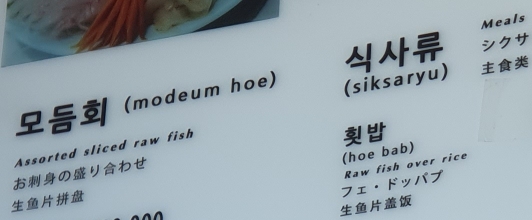 모듬회 (modeum hoe)
Assorted sliced raw fish
お刺身の盛り合わせ
生鱼片拼盘
식사류
(siksaryu)
Meals
シクサ
主食类
횟밥
(hoe bab)
Raw fish over rice
フェ・ドッパプ
生鱼片盖饭